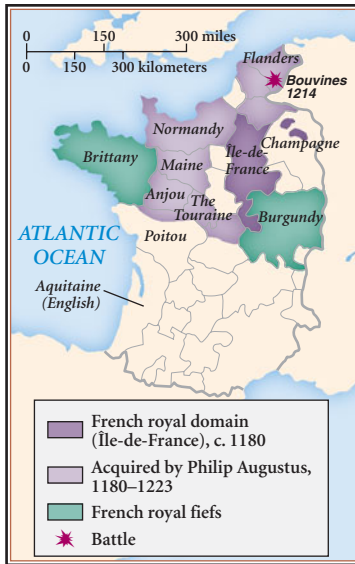 0 150 300 miles
0 150 300 kilometers
Flanders
Bouvines
1214
Normandy
Champagne
Île-de-
France
Brittany
Maine
Anjou
The
Touraine
Burgundy
ATLANTIC
OCEAN
Poitou
Aquitaine
(English)
French royal domain
(Île-de-France), c. 1180
Acquired by Philip Augustus,
1180–1223
French royal fiefs
Battle